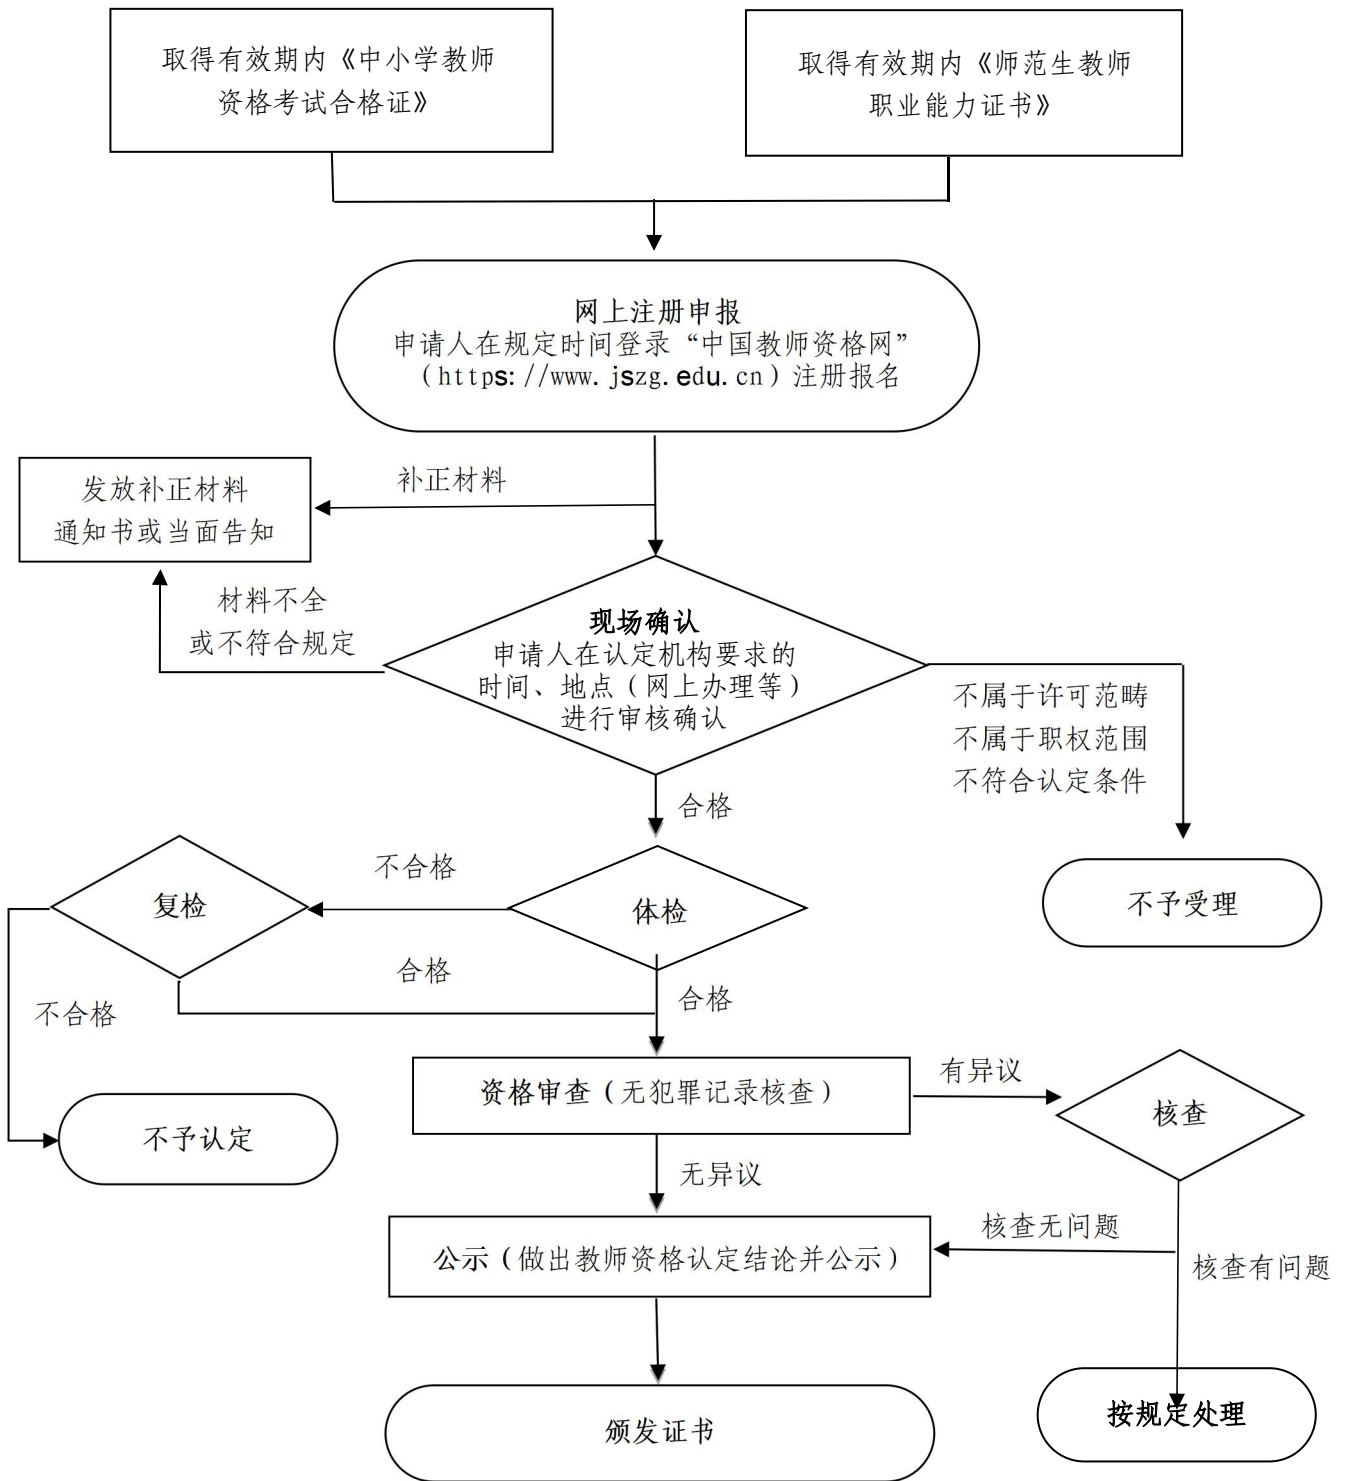 取得有效期内《中小学教师
资格考试合格证》
取得有效期内《师范生教师
职业能力证书》
网上注册申报
申请人在规定时间登录“中国教师资格网”
（https://www.jszg.edu.cn）注册报名
补正材料
发放补正材料
通知书或当面告知
材料不全
或不符合规定
现场确认
申请人在认定机构要求的
时间、地点（网上办理等）
进行审核确认
不属于许可范畴
不属于职权范围
不符合认定条件
合格
不予受理
体检
不合格
复检
合格
合格
不合格
不予认定
资格审查（无犯罪记录核查）
有异议
核查
无异议
核查无问题
核查有问题
公示（做出教师资格认定结论并公示）
按规定处理
颁发证书